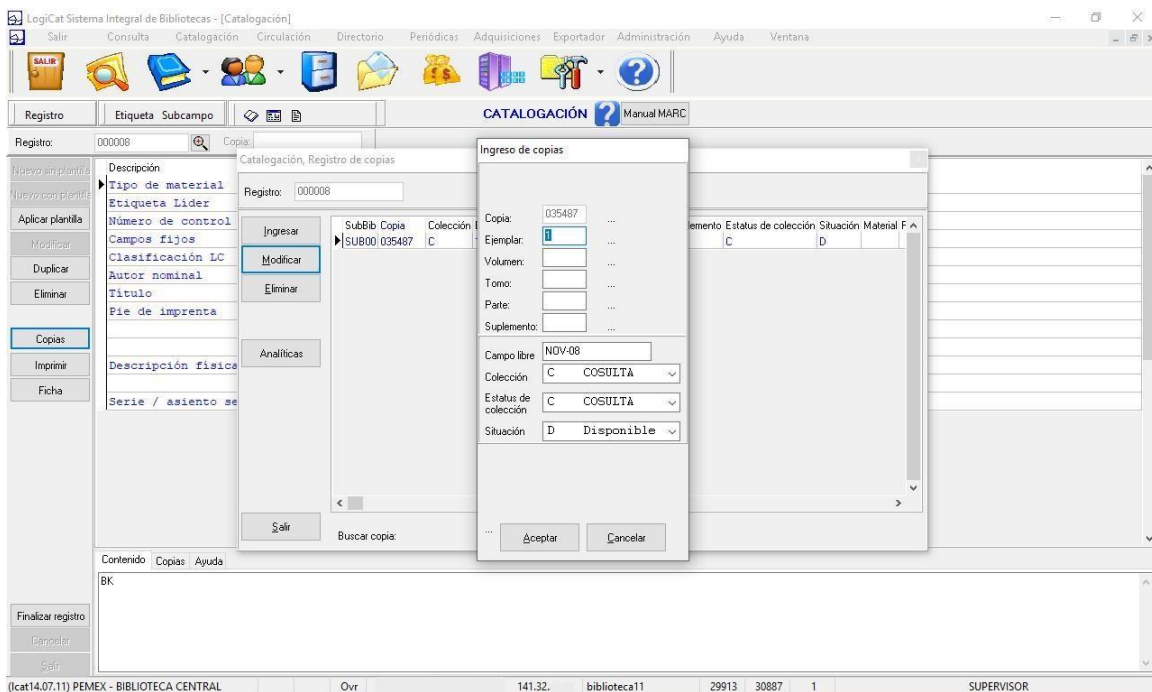 LogiCat Sistema Integral de Bibliotecas - [Catalogación]
Salir Consulta Catalogación Circulación Directorio Periódicas Adquisiciones Exportador Administración Ayuda Ventana
SALIR
Registro Etiqueta Subcampo CATALOGACIÓN Manual MARC
Registro: 000008 Copia:
Nuevo sin plantilla
Nuevo con plantilla
Aplicar plantilla
Modificar
Duplicar
Eliminar
Copias
Imprimir
Ficha
Descripción
Tipo de material
Etiqueta Líder
Número de control
Campos fijos
Clasificación LC
Autor nominal
Título
Pie de imprenta
Descripción física
Serie / asiento se
Catalogación, Registro de copias
Registro: 000008
Ingresar
Modificar
Eliminar
Analíticas
Salir
SubBib Copia Colección
SUB00 035487 C
emento Estatus de colección Situación Material F
C D
Buscar copia:
Ingreso de copias
Copia: 035487 ...
Ejemplar: 1 ...
Volumen: ...
Tomo: ...
Parte: ...
Suplemento: ...
Campo libre NOV-08
Colección C COSULTA
Estatus de colección C COSULTA
Situación D Disponible
... Aceptar Cancelar
Contenido Copias Ayuda
BK
Finalizar registro
Cancelar
Salir
(lcat14.07.11) PEMEX - BIBLIOTECA CENTRAL Ovr 141.32. biblioteca11 29913 30887 1 SUPERVISOR